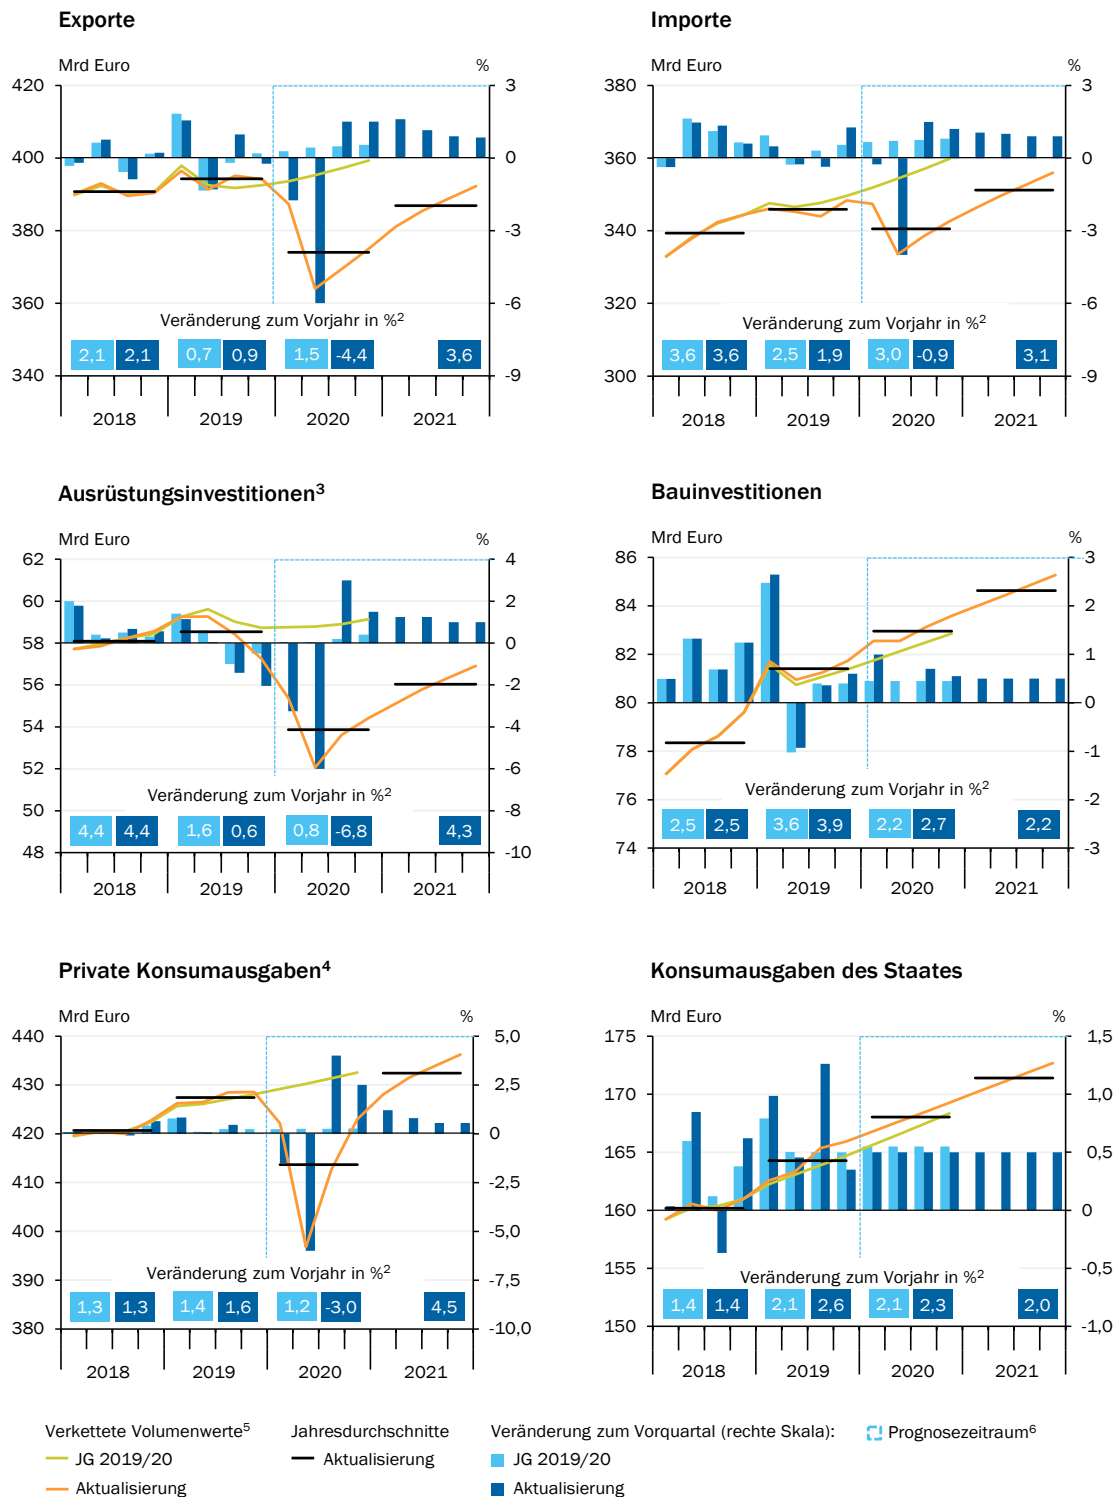 Exporte
Mrd Euro %
420 3
400 0
380 -3
360 -6
Veränderung zum Vorjahr in %2
2,1 2,1 0,7 0,9 1,5 -4,4 3,6
340 -9
2018 2019 2020 2021
Importe
Mrd Euro %
380 3
360 0
340 -3
320 -6
Veränderung zum Vorjahr in %2
3,6 3,6 2,5 1,9 3,0 -0,9 3,1
300 -9
2018 2019 2020 2021
Ausrüstungsinvestitionen3
Mrd Euro %
62 4
60 2
58 0
56 -2
54 -4
52 -6
Veränderung zum Vorjahr in %2
50 -8
4,4 4,4 1,6 0,6 0,8 -6,8 4,3
48 -10
2018 2019 2020 2021
Bauinvestitionen
Mrd Euro %
86 3
84 2
82 1
80 0
78 -1
Veränderung zum Vorjahr in %2
76 -2
2,5 2,5 3,6 3,9 2,2 2,7 2,2
74 -3
2018 2019 2020 2021
Private Konsumausgaben4
Mrd Euro %
440 5,0
430 2,5
420 0
410 -2,5
400 -5,0
Veränderung zum Vorjahr in %2
390 -7,5
1,3 1,3 1,4 1,6 1,2 -3,0 4,5
380 -10,0
2018 2019 2020 2021
Konsumausgaben des Staates
Mrd Euro %
175 1,5
170 1,0
165 0,5
160 0
155 -0,5
Veränderung zum Vorjahr in %2
1,4 1,4 2,1 2,6 2,1 2,3 2,0
150 -1,0
2018 2019 2020 2021
Verkettete Volumenwerte5 Jahresdurchschnitte Veränderung zum Vorquartal (rechte Skala): Prognosezeitraum6
JG 2019/20 Aktualisierung JG 2019/20
Aktualisierung Aktualisierung